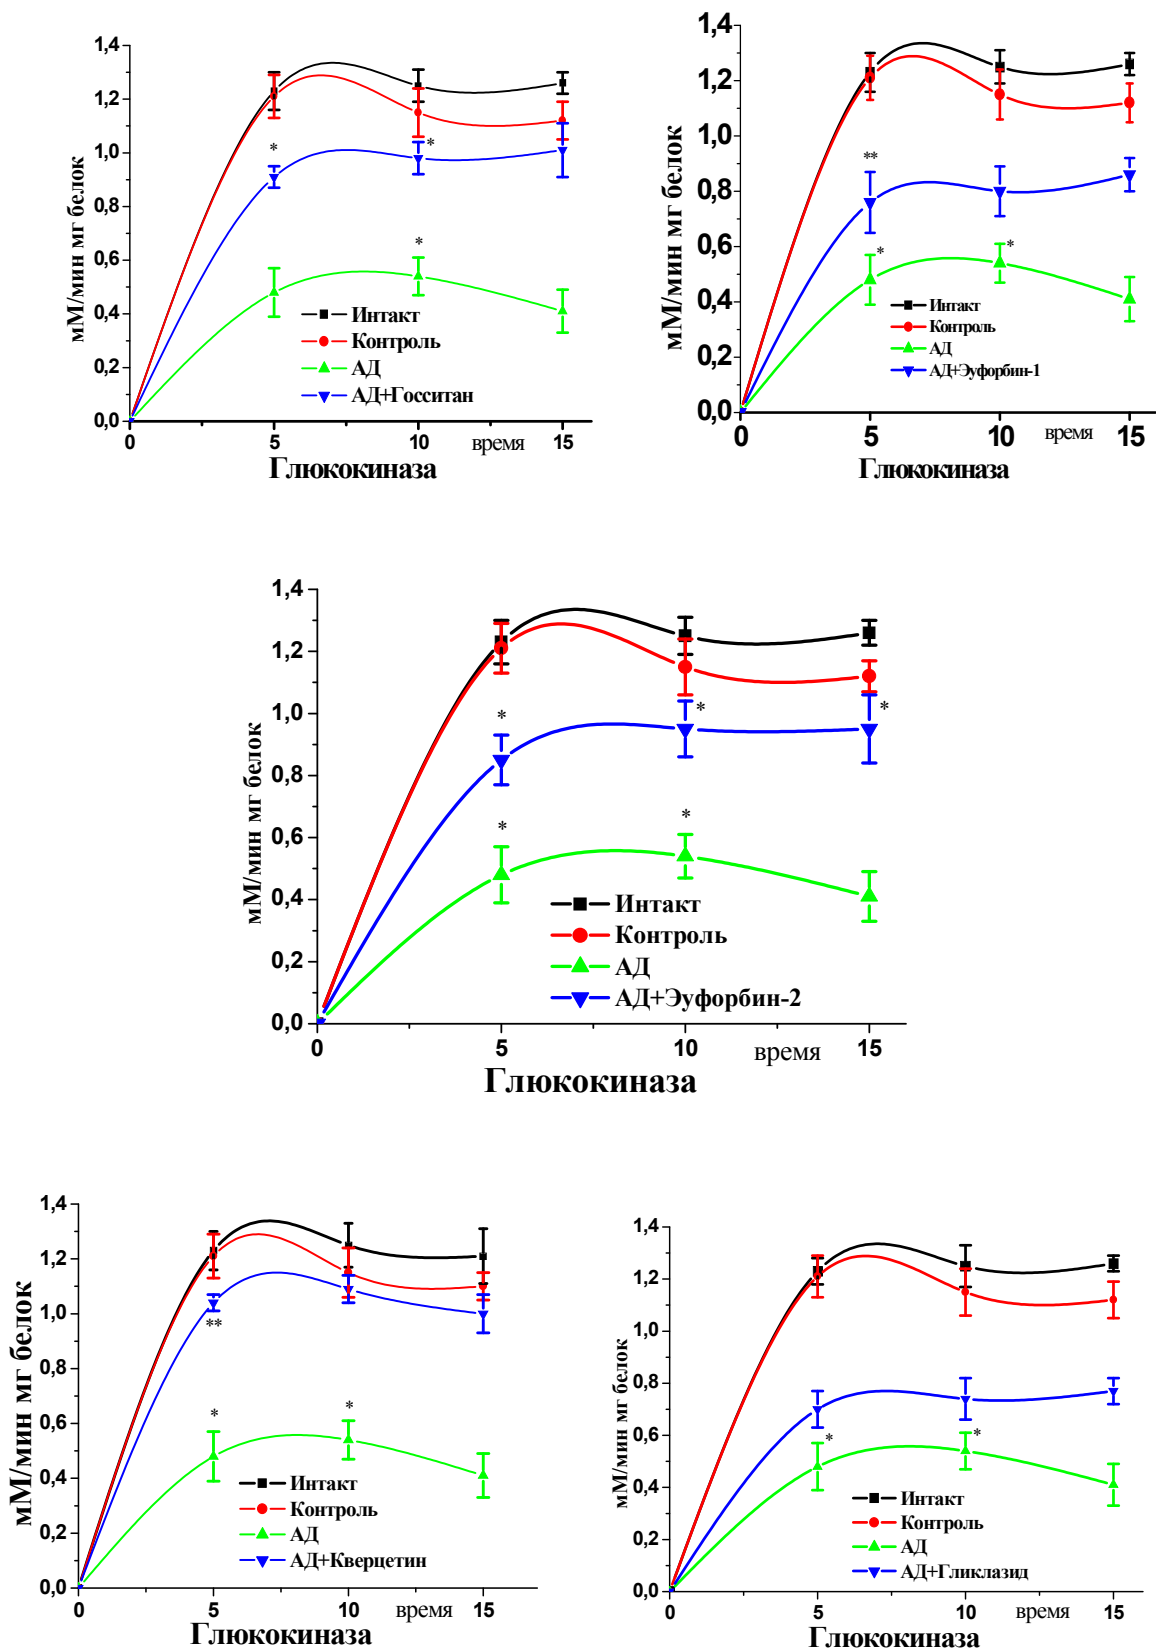 1,4
1,2
1,0
0,8
0,6
0,4
0,2
0,0
мМ/мин мг белок
*
*
*
Интакт
Контроль
АД
АД+Госситан
0 5 10 время 15
Глюкокиназа
1,4
1,2
1,0
0,8
0,6
0,4
0,2
0,0
мМ/мин мг белок
**
*
*
Интакт
Контроль
АД
АД+Эуфорбин-1
0 5 10 время 15
Глюкокиназа
1,4
1,2
1,0
0,8
0,6
0,4
0,2
0,0
мМ/мин мг белок
*
*
*
*
*
Интакт
Контроль
АД
АД+Эуфорбин-2
0 5 10 время 15
Глюкокиназа
1,4
1,2
1,0
0,8
0,6
0,4
0,2
0,0
мМ/мин мг белок
**
*
*
Интакт
Контроль
АД
АД+Кверцетин
0 5 10 время 15
Глюкокиназа
1,4
1,2
1,0
0,8
0,6
0,4
0,2
0,0
мМ/мин мг белок
*
*
Интакт
Контроль
АД
АД+Гликлазид
0 5 10 время 15
Глюкокиназа